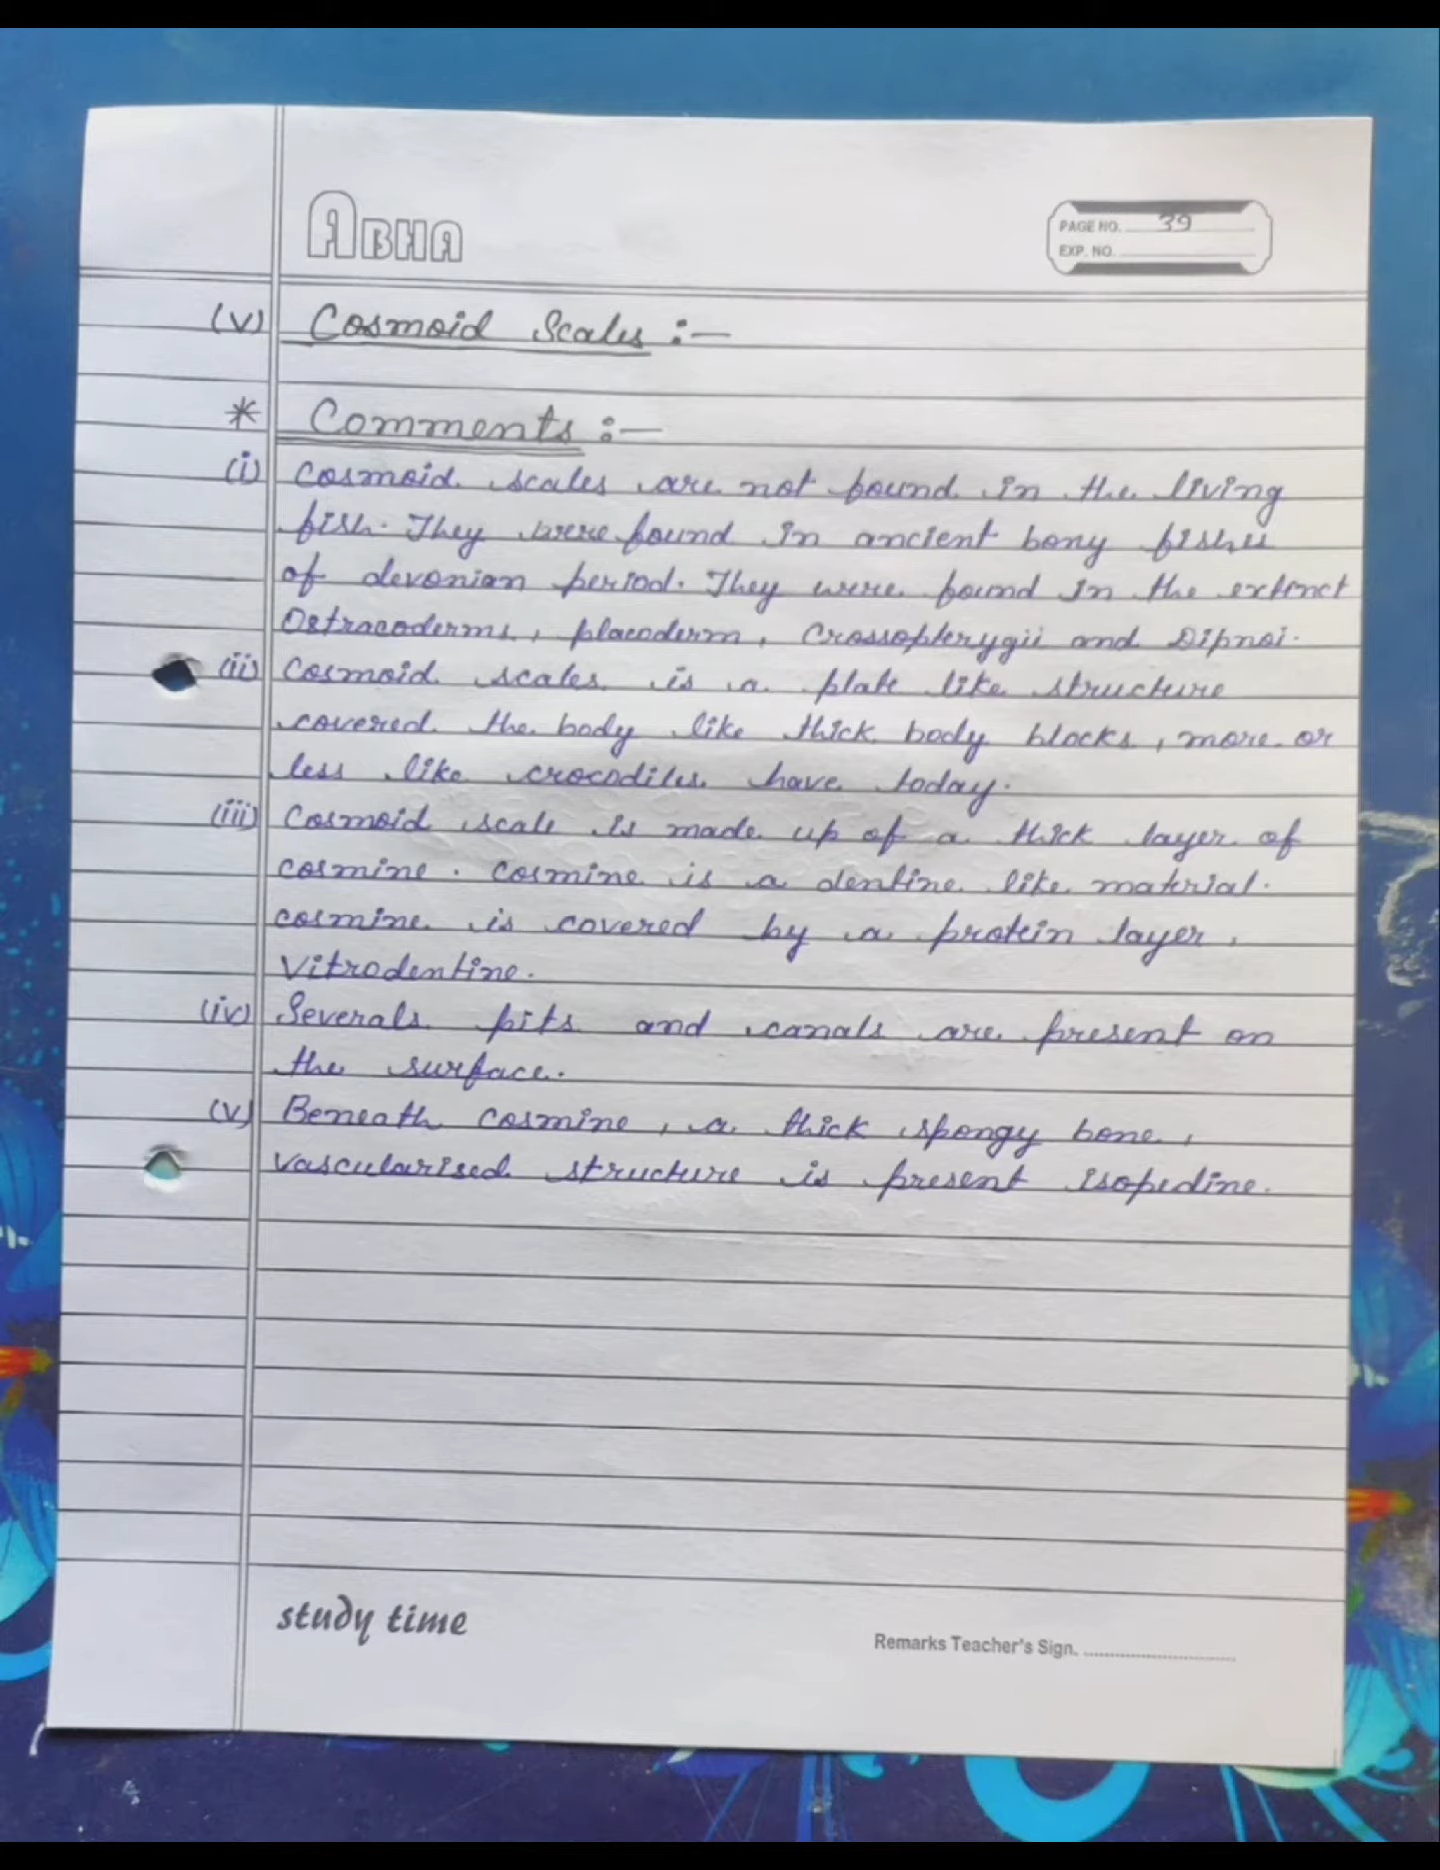 ABHA
PAGE NO. 39
EXP. NO.
(v) Cosmoid Scales :—
* Comments :—
(i) Cosmoid scales are not found in the living
fish. They were found in ancient bony fishes
of devonian period. They were found in the extinct
Ostracoderms, placoderm, Crossopterygii and Dipnoi.
(ii) Cosmoid scales is a plate like structure
covered the body like thick body blocks, more or
less like crocodiles have today.
(iii) Cosmoid scale is made up of a thick layer of
cosmine. Cosmine is a dentine like material.
cosmine is covered by a protein layer,
Vitrodentine.
(iv) Severals pits and canals are present on
the surface.
(v) Beneath cosmine, a thick spongy bone,
vascularised structure is present isopedine.
study time
Remarks Teacher's Sign. ..............................